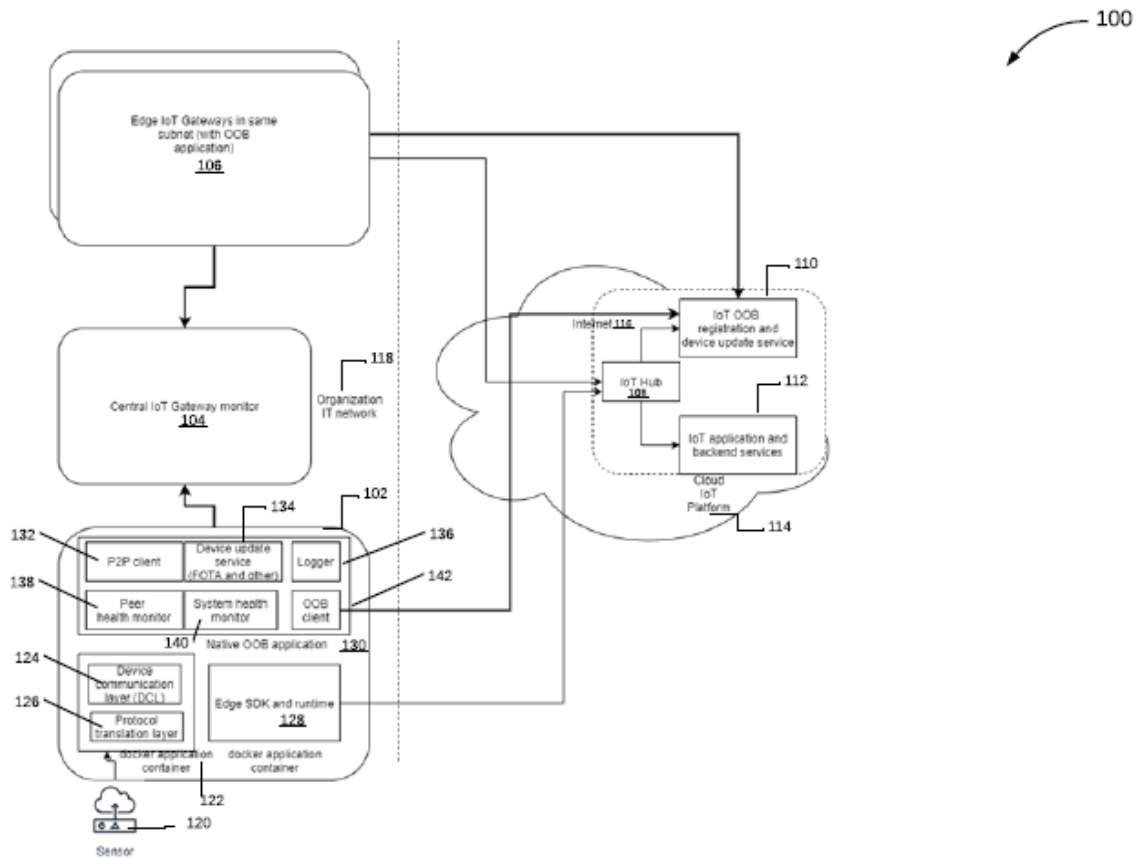 100
Edge IoT Gateways in same
subnet (with OOB
application)
106
110
IoT OOB
registration and
device update service
Internet 116
118
Organization
IT network
IoT Hub
108
112
Central IoT Gateway monitor
104
IoT application and
backend services
Cloud
IoT
Platform
114
102
134
132
P2P client
Device update
service
(FOTA and other)
Logger
136
142
138
Peer
health monitor
System health
monitor
OOB
client
140
Native OOB application 130
124
Device
communication
layer (DCL)
126
Protocol
translation layer
Edge SDK and runtime
128
docker application
container
docker application
container
122
120
Sensor